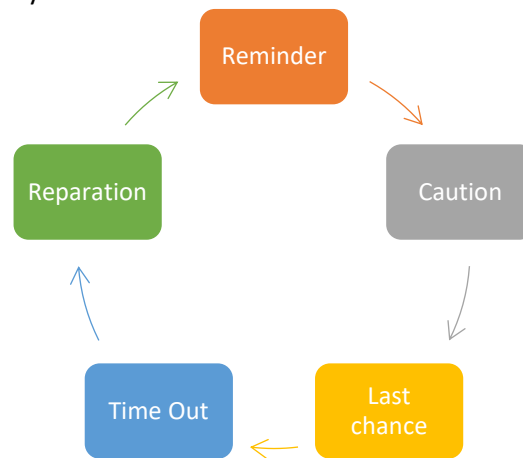 Reminder
Caution
Last
chance
Time Out
Reparation